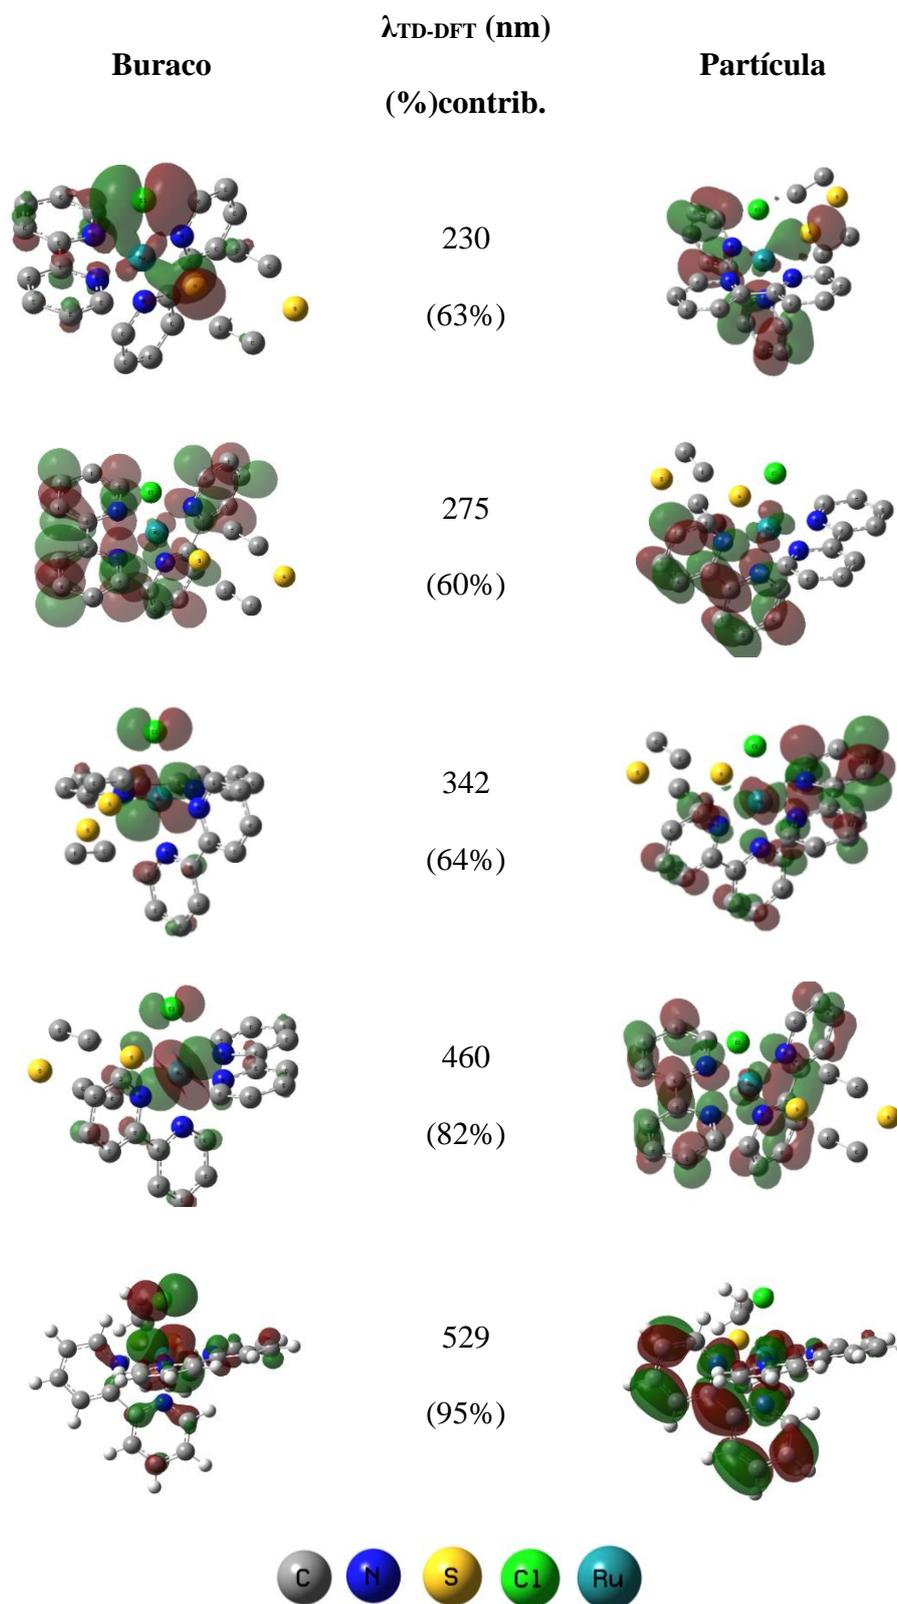 λTD-DFT (nm)
Buraco
Partícula
(%)contrib.
230
(63%)
275
(60%)
342
(64%)
460
(82%)
529
(95%)
C N S Cl Ru